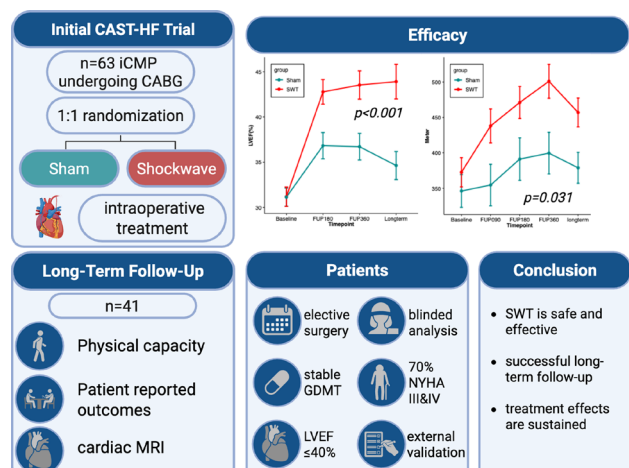 Initial CAST-HF Trial
n=63 iCMP
undergoing CABG
1:1 randomization
Sham
Shockwave
intraoperative
treatment
Efficacy
group
Sham
SWT
LVEF(%)
45
40
35
30
p<0.001
Baseline
FUP180
FUP360
Longterm
Timepoint
group
Sham
SWT
Meter
500
450
400
350
p=0.031
Baseline
FUP090
FUP180
FUP360
longterm
Timepoint
Long-Term Follow-Up
n=41
Physical capacity
Patient reported
outcomes
cardiac MRI
Patients
elective
surgery
blinded
analysis
stable
GDMT
70%
NYHA
III&IV
LVEF
≤40%
external
validation
Conclusion
• SWT is safe and
effective
• successful long-
term follow-up
• treatment effects
are sustained